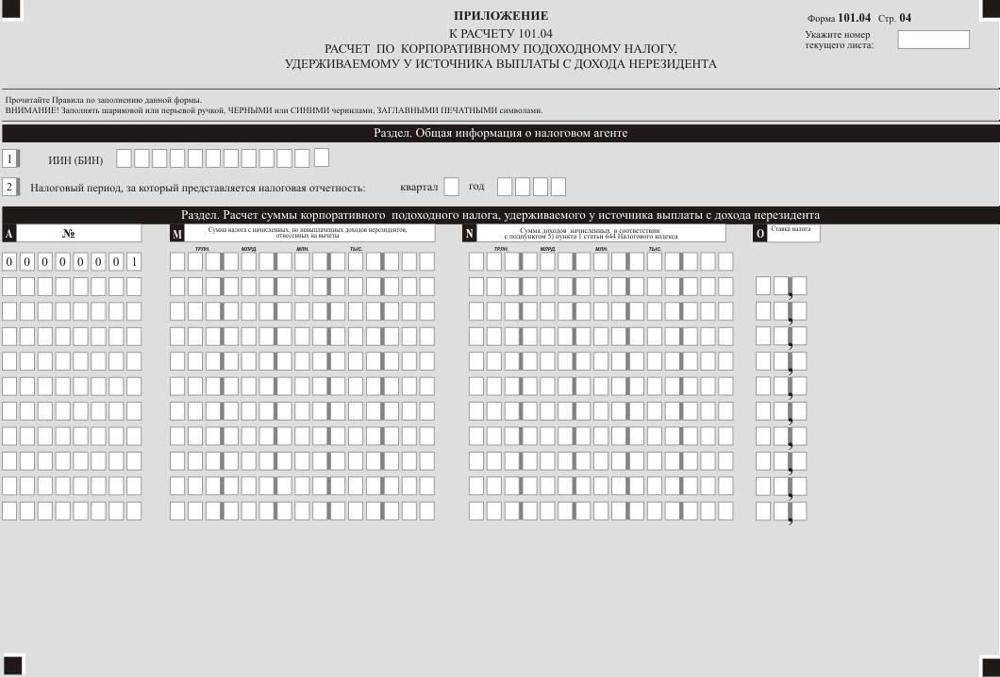 ПРИЛОЖЕНИЕ
Форма 101.04 Стр. 04
К РАСЧЕТУ 101.04
РАСЧЕТ ПО КОРПОРАТИВНОМУ ПОДОХОДНОМУ НАЛОГУ,
УДЕРЖИВАЕМОМУ У ИСТОЧНИКА ВЫПЛАТЫ С ДОХОДА НЕРЕЗИДЕНТА
Укажите номер
текущего листа:
Прочитайте Правила по заполнению данной формы.
ВНИМАНИЕ! Заполнять шариковой или перьевой ручкой, ЧЕРНЫМИ или СИНИМИ чернилами, ЗАГЛАВНЫМИ ПЕЧАТНЫМИ символами.
Раздел. Общая информация о налоговом агенте
1 ИИН (БИН)
2 Налоговый период, за который представляется налоговая отчетность: квартал год
Раздел. Расчет суммы корпоративного подоходного налога, удерживаемого у источника выплаты с дохода нерезидента
A №
M Сумма налога с начисленных, но невыплаченных доходов нерезидентов,
отнесенных на вычеты
N Сумма доходов начисленных в соответствии
с подпунктом 5) пункта 1 статьи 644 Налогового кодекса
O Ставка налога
ТРЛН. МЛРД. МЛН. ТЫС. ТРЛН. МЛРД. МЛН. ТЫС.
0 0 0 0 0 0 0 1
,
,
,
,
,
,
,
,
,
,